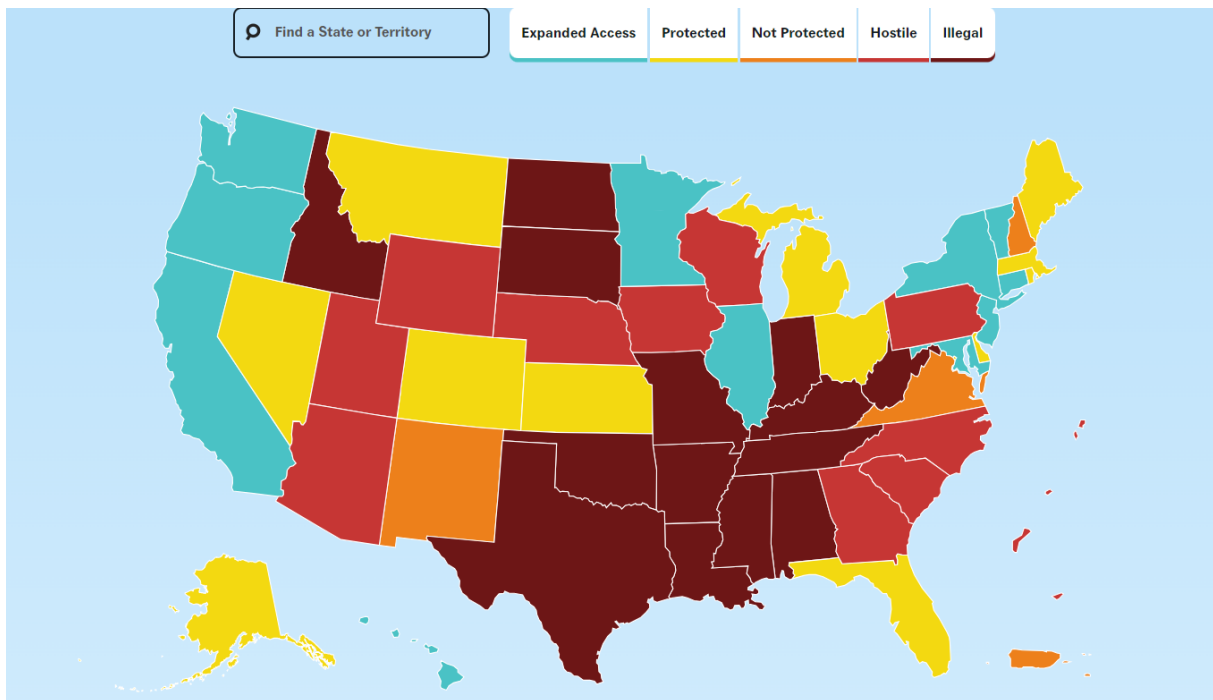 Find a State or Territory
Expanded Access
Protected
Not Protected
Hostile
Illegal